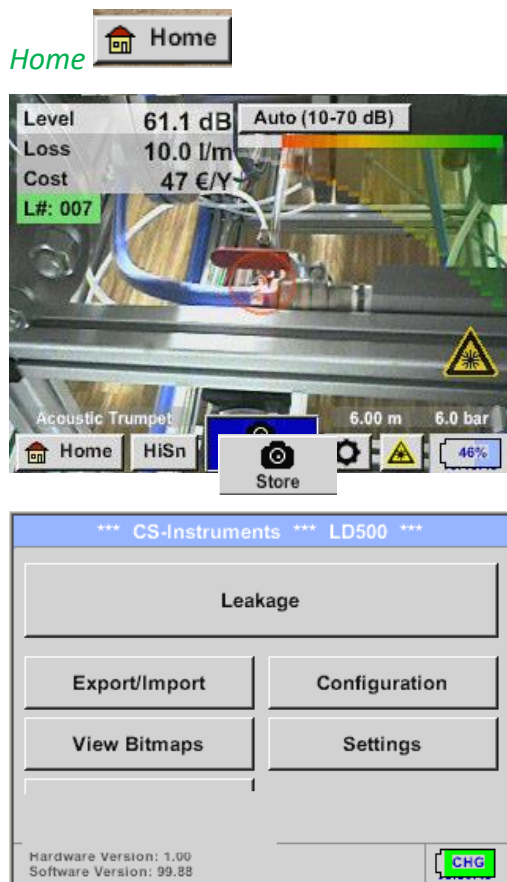 Home Home
Level 61.1 dB Auto (10-70 dB)
Loss 10.0 l/m
Cost 47 €/Y
L#: 007
Acoustic Trumpet 6.00 m 6.0 bar
Home HiSn 46%
Store
*** CS-Instruments *** LD500 ***
Leakage
Export/Import Configuration
View Bitmaps Settings
Hardware Version: 1.00
Software Version: 99.88 CHG